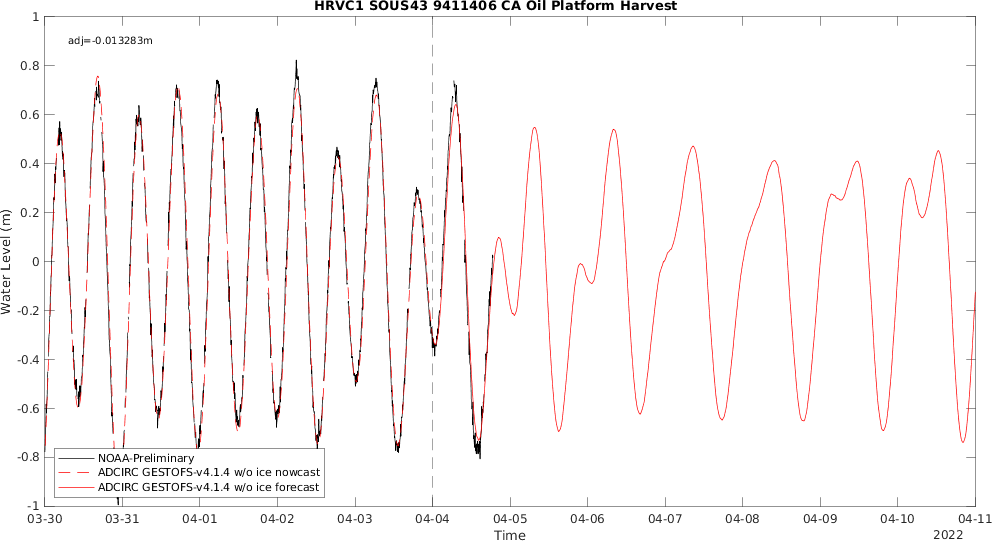 HRVC1 SOUS43 9411406 CA Oil Platform Harvest
adj=-0.013283m
1
0.8
0.6
0.4
0.2
0
-0.2
-0.4
-0.6
-0.8
-1
Water Level (m)
NOAA-Preliminary
ADCIRC GESTOFS-v4.1.4 w/o ice nowcast
ADCIRC GESTOFS-v4.1.4 w/o ice forecast
03-30 03-31 04-01 04-02 04-03 04-04 04-05 04-06 04-07 04-08 04-09 04-10 04-11
Time
2022